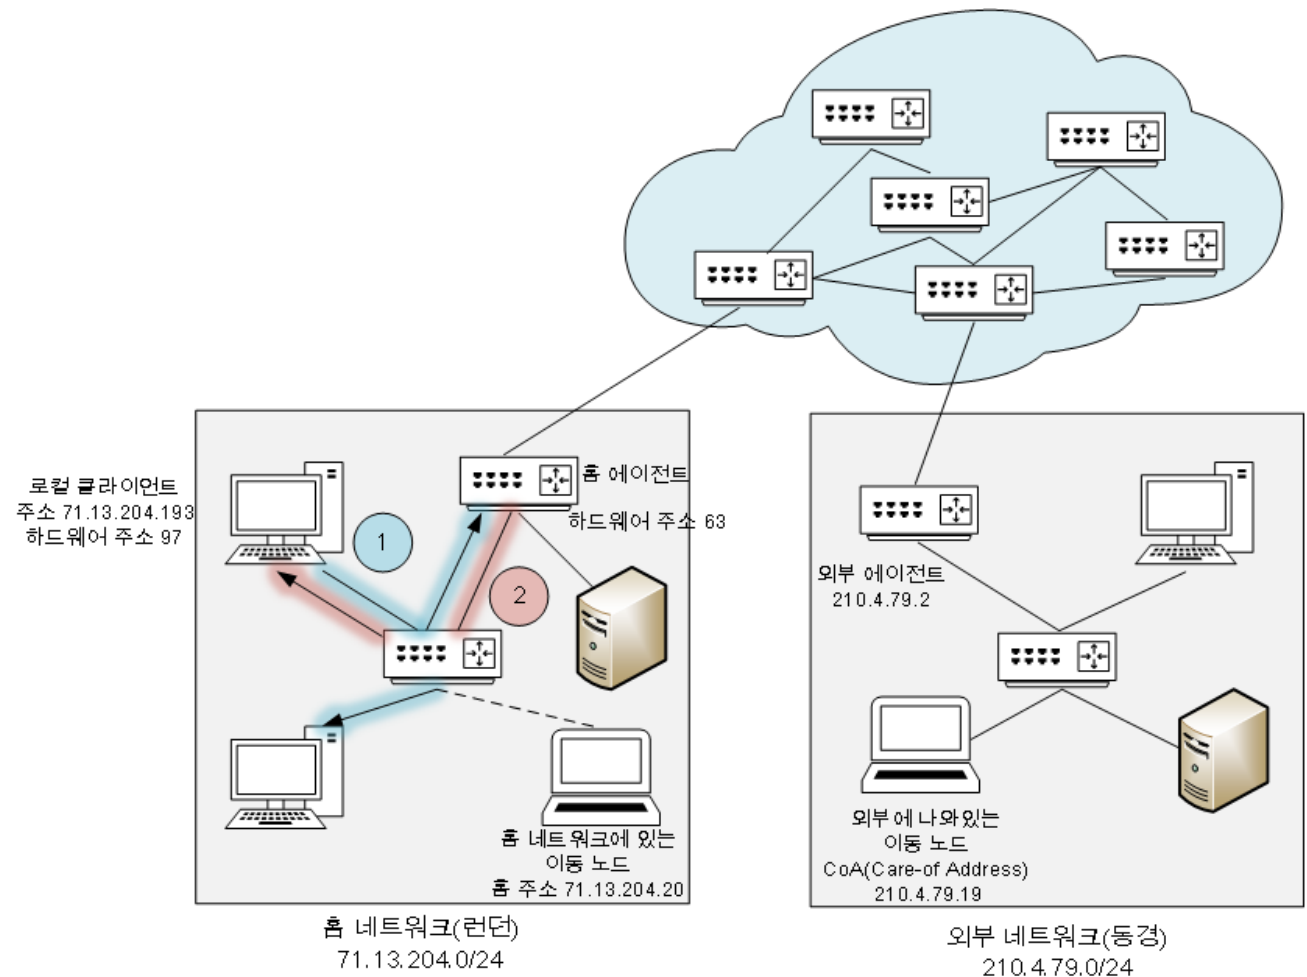 로컬 클라이언트
주소 71.13.204.193
하드웨어 주소 97
1
홈 에이전트
하드웨어 주소 63
2
홈 네트워크에 있는
이동 노드
홈 주소 71.13.204.20
홈 네트워크(런던)
71.13.204.0/24
외부 에이전트
210.4.79.2
외부에 나와있는
이동 노드
CoA(Care-of Address)
210.4.79.19
외부 네트워크(동경)
210.4.79.0/24